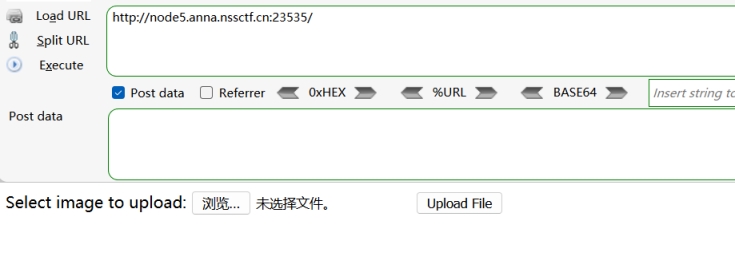 Load URL
http://node5.anna.nssctf.cn:23535/
Split URL
Execute
Post data Referrer 0xHEX %URL BASE64 Insert string to
Post data
Select image to upload: 浏览... 未选择文件。 Upload File